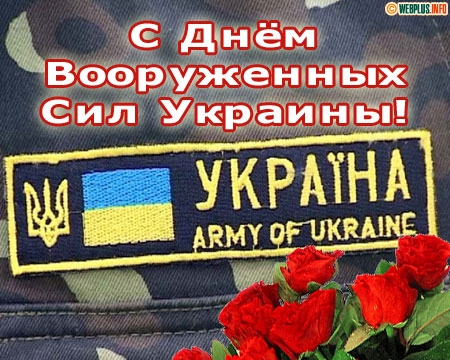 © WEBPLUS.INFO
С Днём
Вооруженных
Сил Украины!
УКРАЇНА
ARMY OF UKRAINE